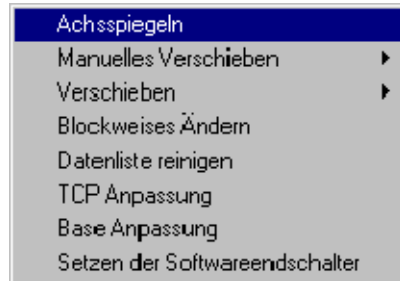 Achsspiegeln
Manuelles Verschieben
Verschieben
Blockweises Ändern
Datenliste reinigen
TCP Anpassung
Base Anpassung
Setzen der Softwareendschalter